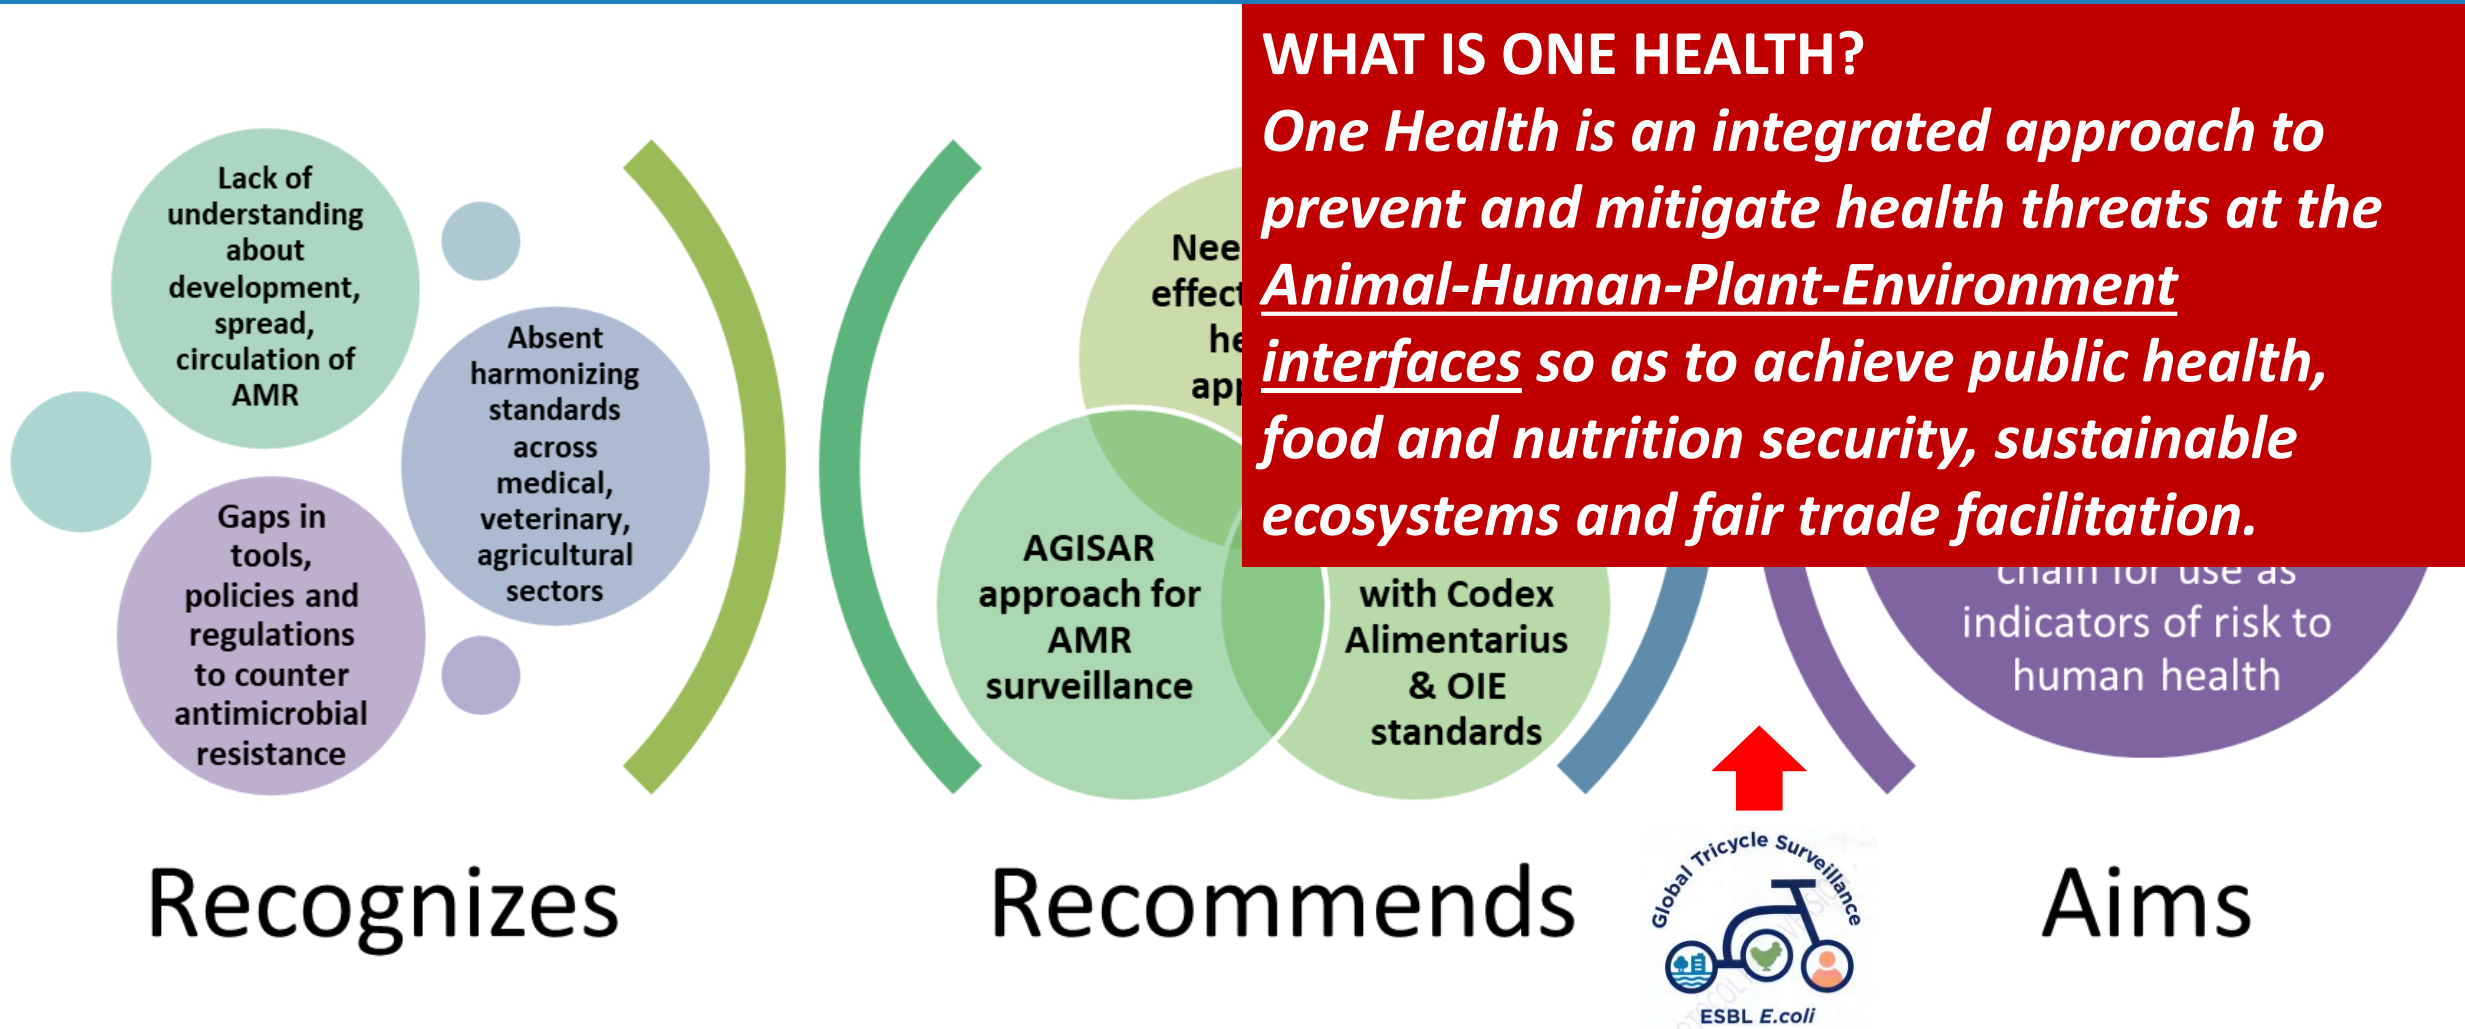 WHAT IS ONE HEALTH?
One Health is an integrated approach to
prevent and mitigate health threats at the
Animal-Human-Plant-Environment
interfaces so as to achieve public health,
food and nutrition security, sustainable
ecosystems and fair trade facilitation.
Lack of
understanding
about
development,
spread,
circulation of
AMR
Absent
harmonizing
standards
across
medical,
veterinary,
agricultural
sectors
Gaps in
tools,
policies and
regulations
to counter
antimicrobial
resistance
Recognizes
AGISAR
approach for
AMR
surveillance
with Codex
Alimentarius
& OIE
standards
Recommends
chain for use as
indicators of risk to
human health
Aims
Global Tricycle Surveillance
ESBL E.coli